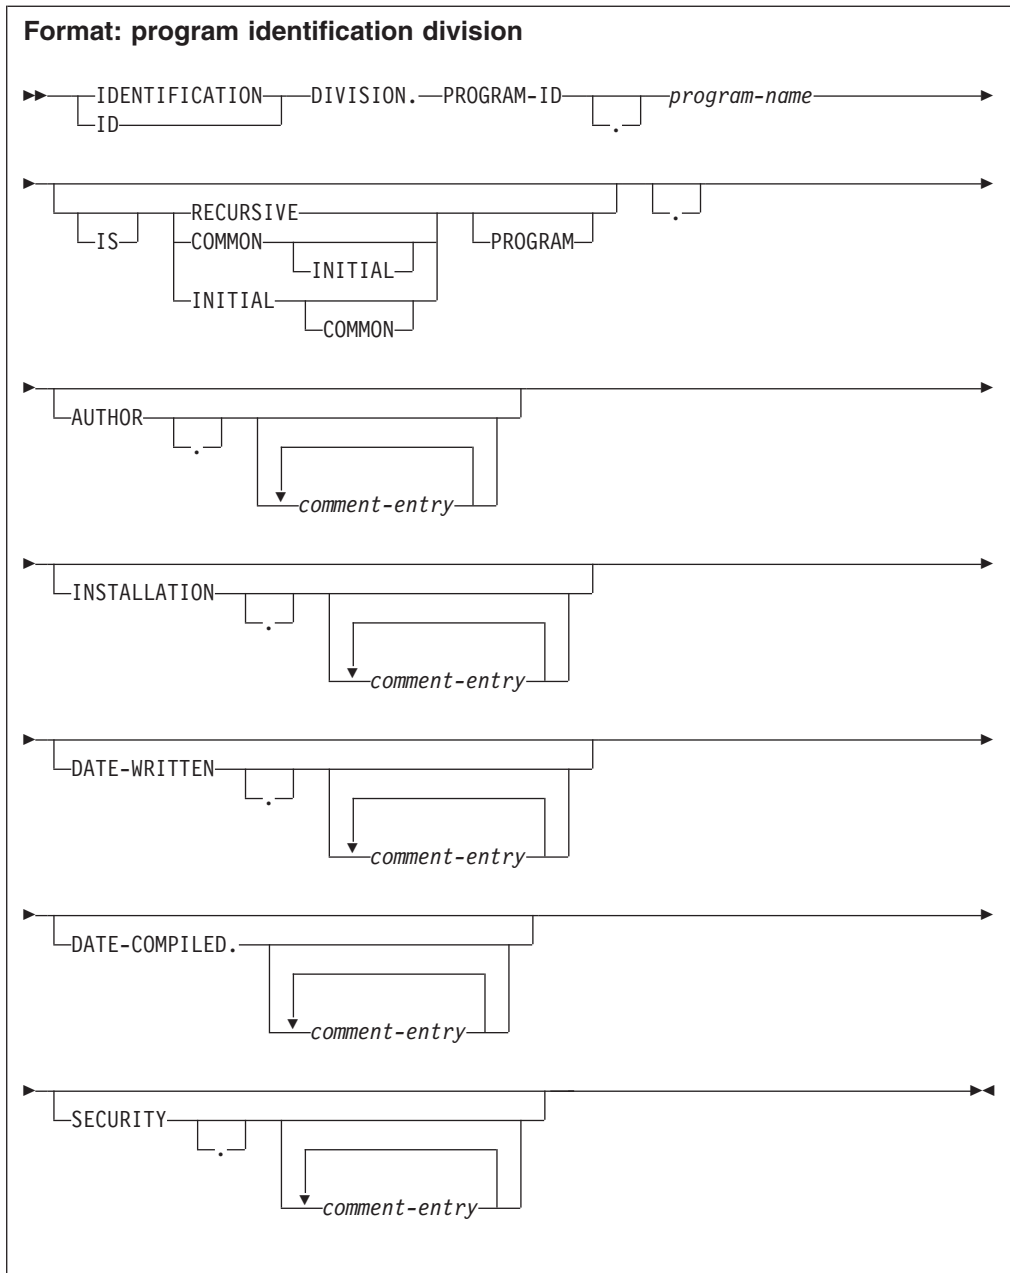 Format: program identification division
IDENTIFICATION DIVISION. PROGRAM-ID . program-name
ID
IS RECURSIVE PROGRAM .
COMMON
INITIAL
INITIAL
COMMON
AUTHOR .
comment-entry
INSTALLATION .
comment-entry
DATE-WRITTEN .
comment-entry
DATE-COMPILED.
comment-entry
SECURITY .
comment-entry